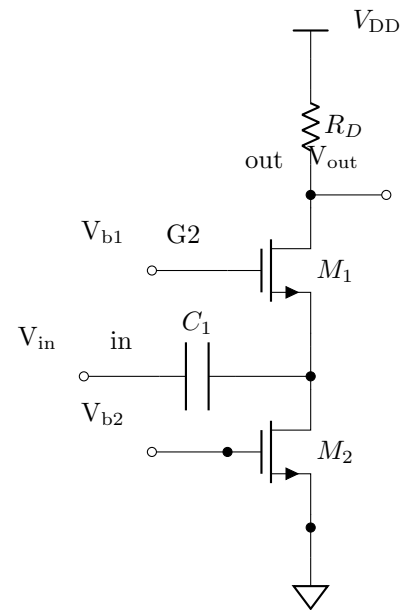 V_DD
R_D
out V_out
V_b1 G2
M_1
C_1
V_in in
V_b2
M_2